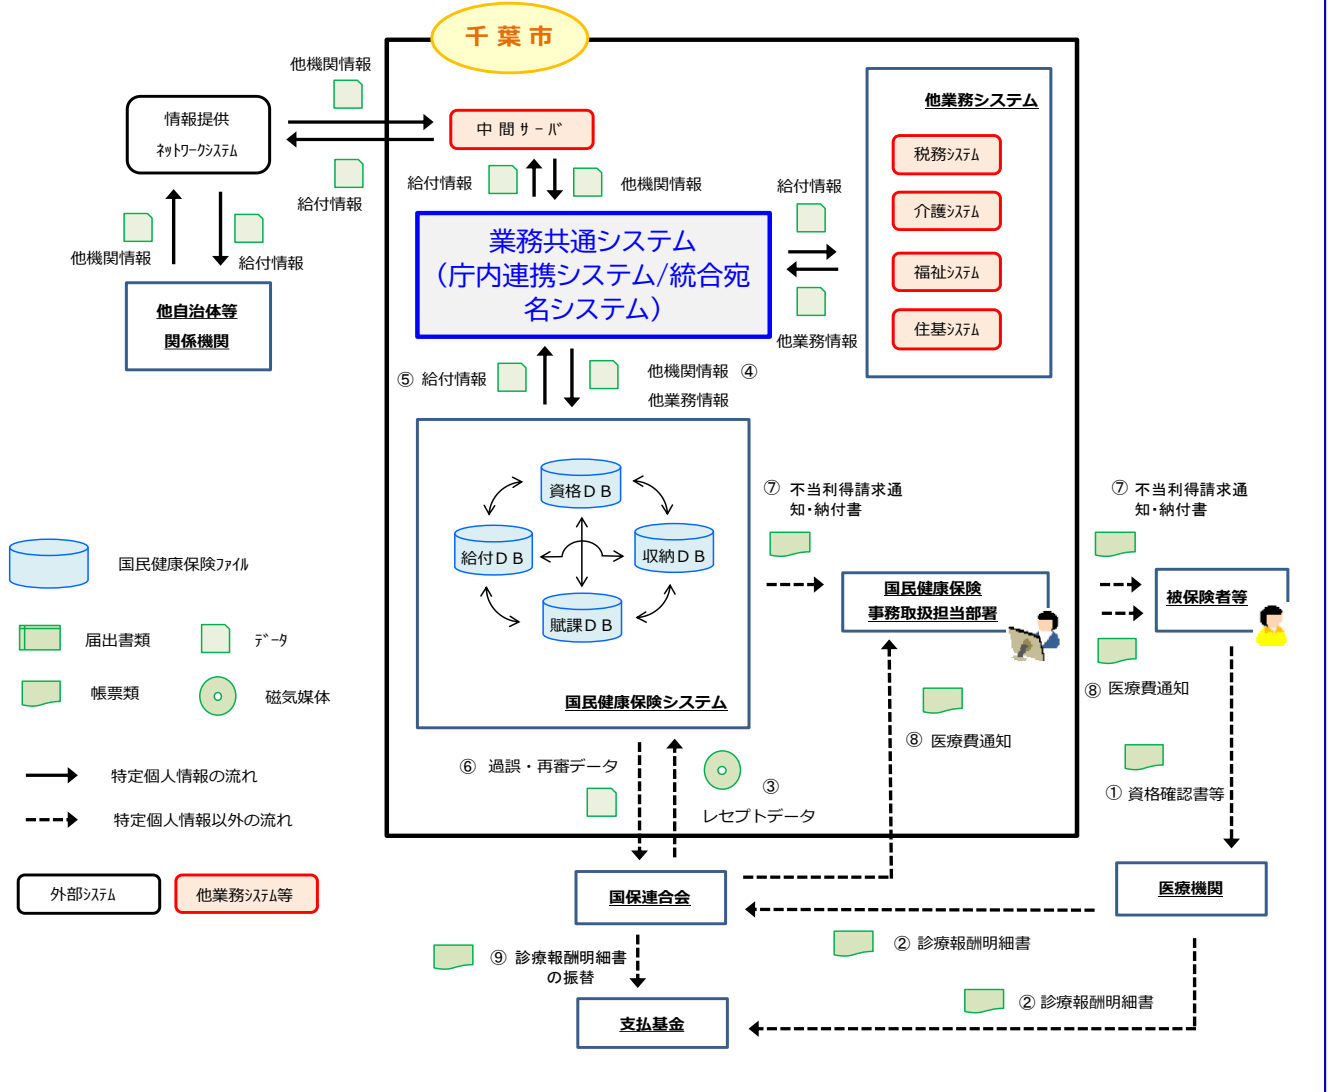 千 葉 市
他機関情報
情報提供
ﾈｯﾄﾜｰｸｼｽﾃﾑ
中 間 ｻ ｰ ﾊﾞ
給付情報
給付情報
他機関情報
他機関情報
給付情報
他自治体等
関係機関
業務共通システム
（庁内連携システム/統合宛
名システム）
給付情報
他業務情報
他業務システム
税務ｼｽﾃﾑ
介護ｼｽﾃﾑ
福祉ｼｽﾃﾑ
住基ｼｽﾃﾑ
⑤ 給付情報
他機関情報 ④
他業務情報
資格ＤＢ
給付ＤＢ
収納ＤＢ
賦課ＤＢ
国民健康保険システム
⑦ 不当利得請求通
知・納付書
⑦ 不当利得請求通
知・納付書
国民健康保険
事務取扱担当部署
被保険者等
国民健康保険ﾌｧｲﾙ
届出書類
ﾃﾞｰﾀ
帳票類
磁気媒体
特定個人情報の流れ
特定個人情報以外の流れ
外部ｼｽﾃﾑ
他業務ｼｽﾃﾑ等
⑧ 医療費通知
⑧ 医療費通知
⑥ 過誤・再審データ
③
レセプトデータ
① 資格確認書等
国保連合会
医療機関
② 診療報酬明細書
⑨ 診療報酬明細書
の振替
② 診療報酬明細書
支払基金